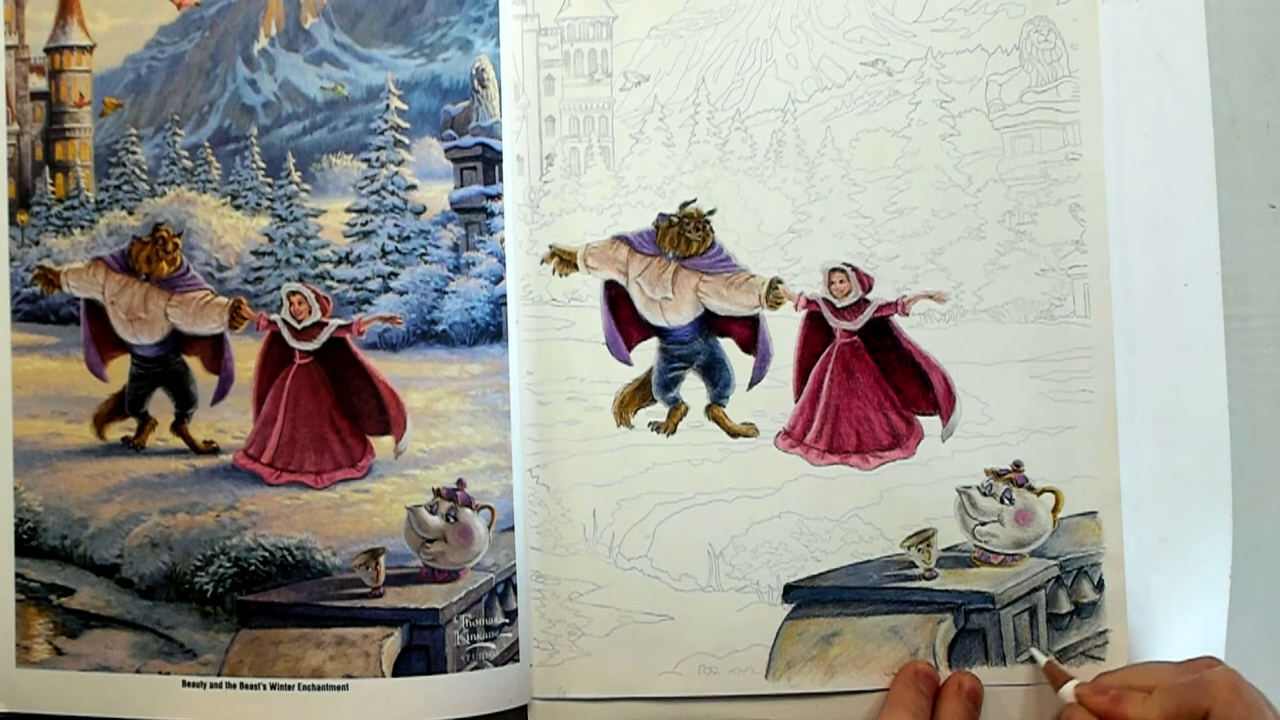 Thomas
Kinkade
STUDIOS
Beauty and the Beast's Winter Enchantment